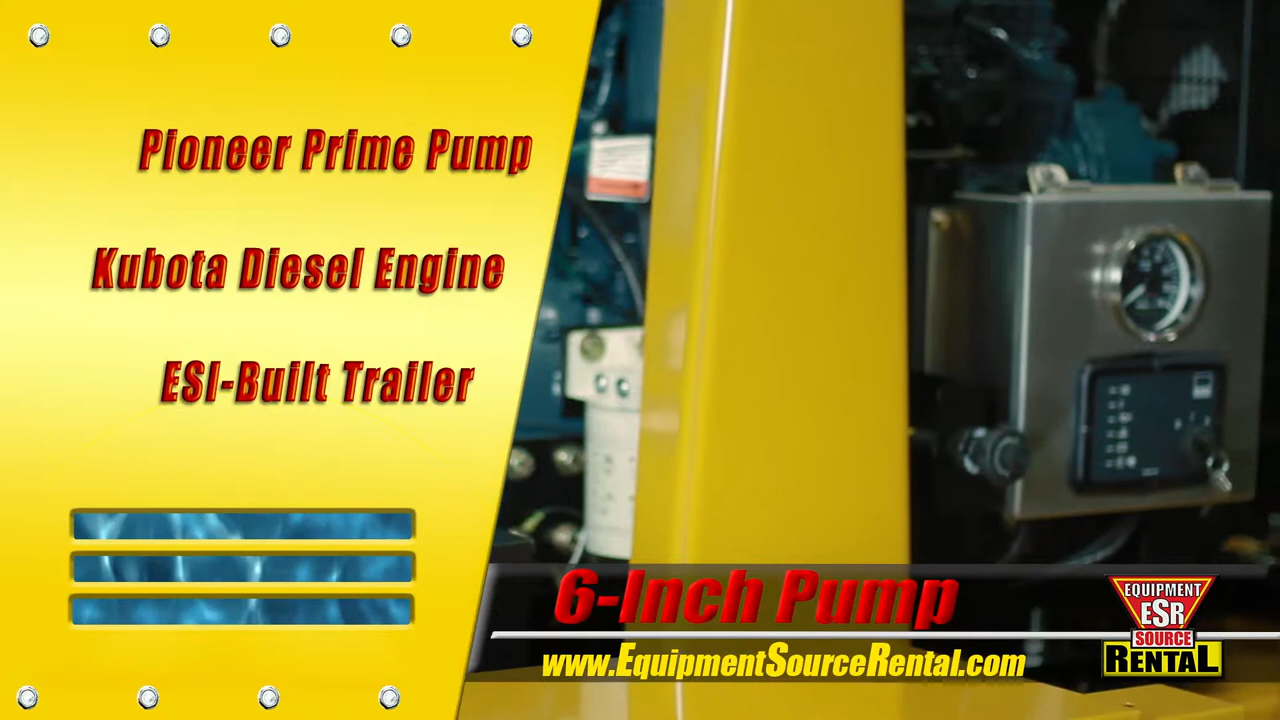 Pioneer Prime Pump
Kubota Diesel Engine
ESI-Built Trailer
6-Inch Pump
www.EquipmentSourceRental.com
EQUIPMENT
ESR
SOURCE
RENTAL